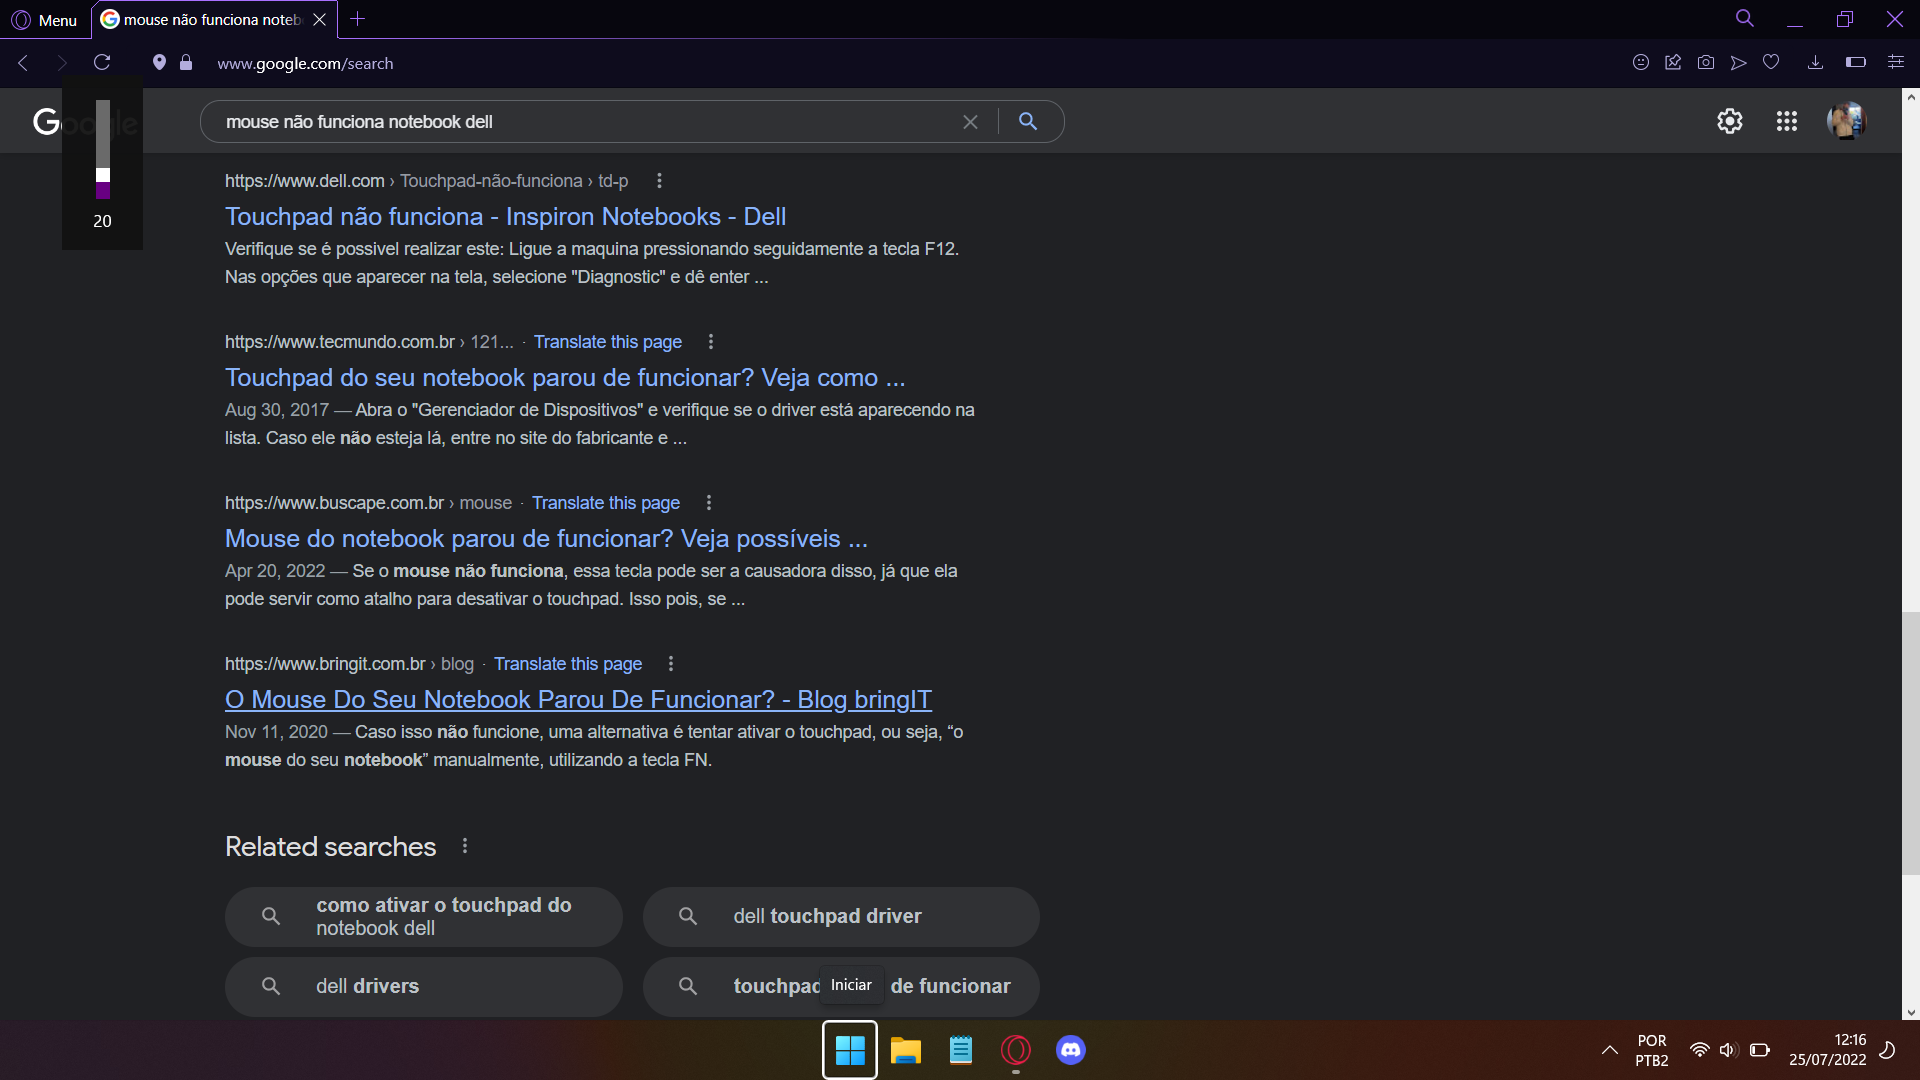 Menu
mouse não funciona noteb
www.google.com/search
Google
mouse não funciona notebook dell
20
https://www.dell.com › Touchpad-não-funciona › td-p
Touchpad não funciona - Inspiron Notebooks - Dell
Verifique se é possivel realizar este: Ligue a maquina pressionando seguidamente a tecla F12.
Nas opções que aparecer na tela, selecione "Diagnostic" e dê enter ...
https://www.tecmundo.com.br › 121... · Translate this page
Touchpad do seu notebook parou de funcionar? Veja como ...
Aug 30, 2017 — Abra o "Gerenciador de Dispositivos" e verifique se o driver está aparecendo na
lista. Caso ele não esteja lá, entre no site do fabricante e ...
https://www.buscape.com.br › mouse · Translate this page
Mouse do notebook parou de funcionar? Veja possíveis ...
Apr 20, 2022 — Se o mouse não funciona, essa tecla pode ser a causadora disso, já que ela
pode servir como atalho para desativar o touchpad. Isso pois, se ...
https://www.bringit.com.br › blog · Translate this page
O Mouse Do Seu Notebook Parou De Funcionar? - Blog bringIT
Nov 11, 2020 — Caso isso não funcione, uma alternativa é tentar ativar o touchpad, ou seja, “o
mouse do seu notebook” manualmente, utilizando a tecla FN.
Related searches
como ativar o touchpad do
notebook dell
dell touchpad driver
dell drivers
touchpad de funcionar
Iniciar
POR
PTB2
12:16
25/07/2022